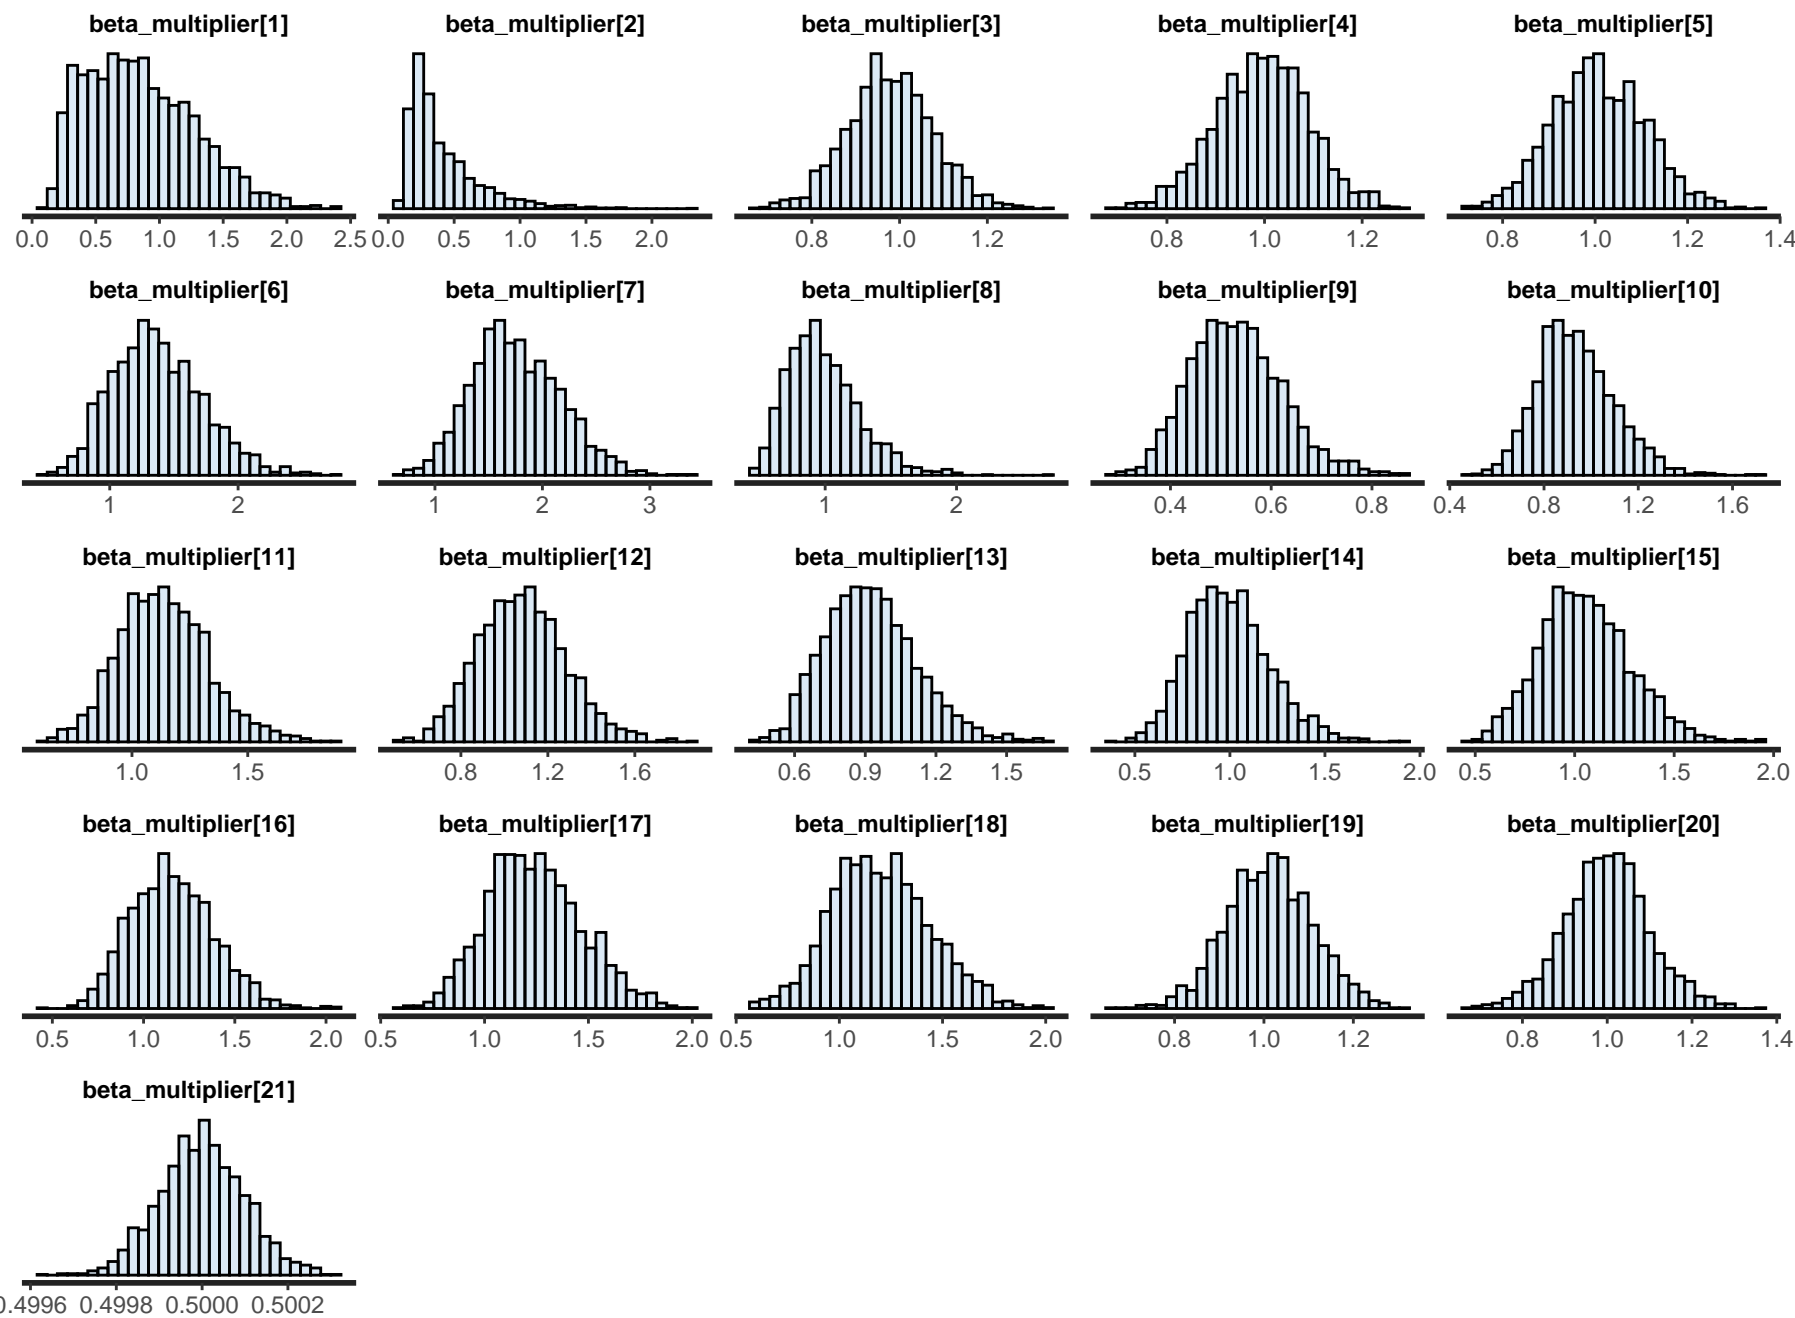 beta_multiplier[1] beta_multiplier[2] beta_multiplier[3] beta_multiplier[4] beta_multiplier[5]
0.0 0.5 1.0 1.5 2.0 2.5 0.0 0.5 1.0 1.5 2.0 0.8 1.0 1.2 0.8 1.0 1.2 0.8 1.0 1.2 1.4
beta_multiplier[6] beta_multiplier[7] beta_multiplier[8] beta_multiplier[9] beta_multiplier[10]
1 2 1 2 3 1 2 0.4 0.6 0.8 0.4 0.8 1.2 1.6
beta_multiplier[11] beta_multiplier[12] beta_multiplier[13] beta_multiplier[14] beta_multiplier[15]
1.0 1.5 0.8 1.2 1.6 0.6 0.9 1.2 1.5 0.5 1.0 1.5 2.0 0.5 1.0 1.5 2.0
beta_multiplier[16] beta_multiplier[17] beta_multiplier[18] beta_multiplier[19] beta_multiplier[20]
0.5 1.0 1.5 2.0 0.5 1.0 1.5 2.0 0.5 1.0 1.5 2.0 0.8 1.0 1.2 0.8 1.0 1.2 1.4
beta_multiplier[21]
0.4996 0.4998 0.5000 0.5002